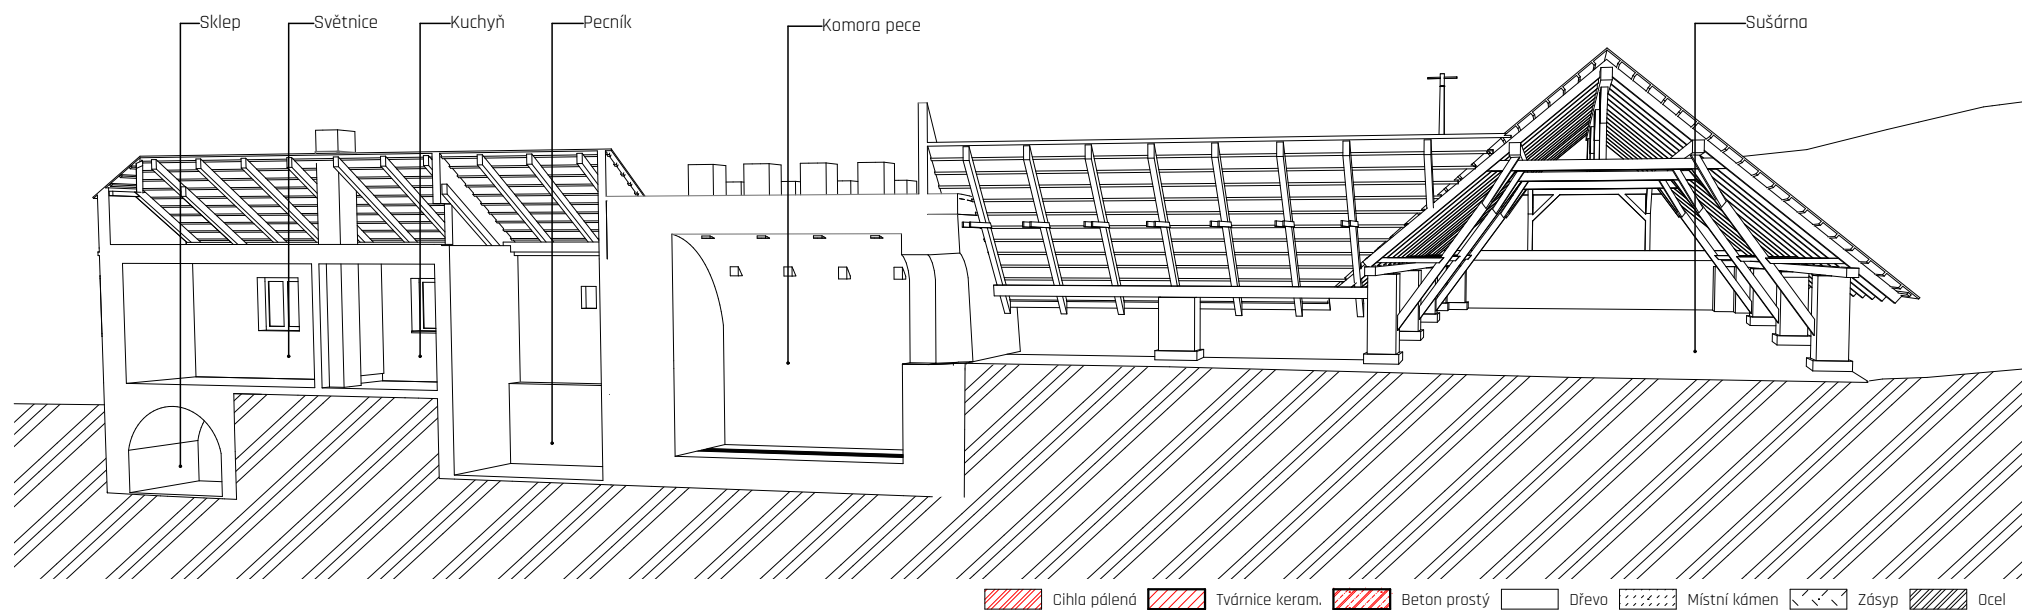 Sklep
Světnice
Kuchyň
Pecník
Komora pece
Sušárna
Cihla pálená
Tvárnice keram.
Beton prostý
Dřevo
Místní kámen
Zásyp
Ocel